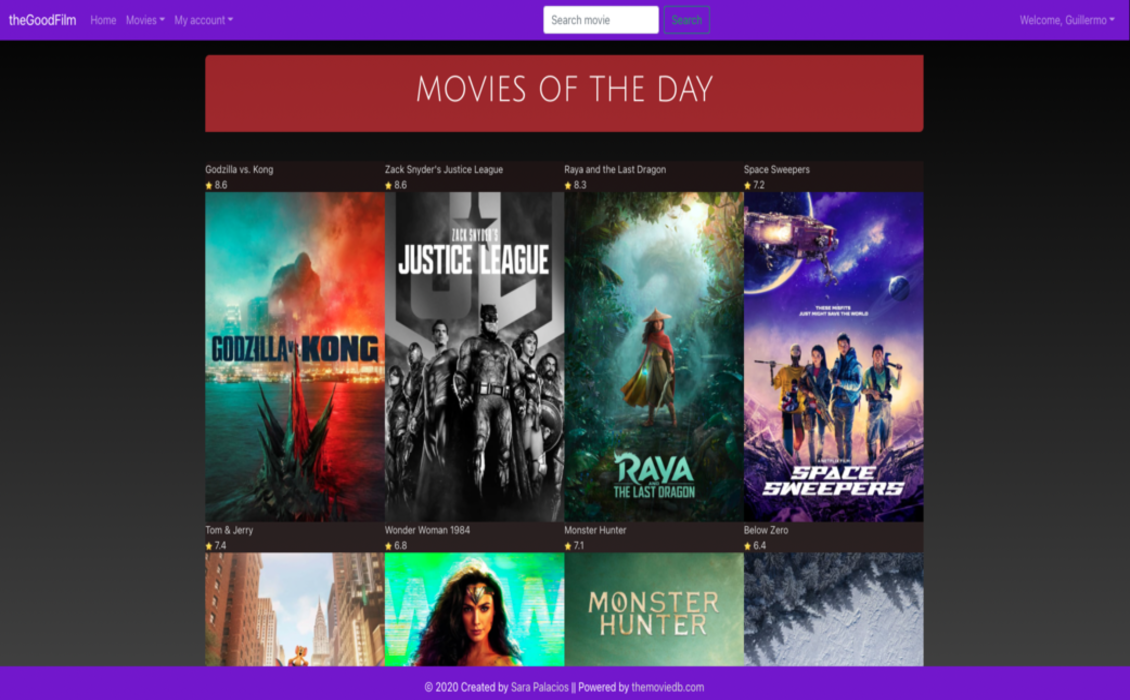 theGoodFilm Home Movies My account Search movie Search Welcome, Guillermo
MOVIES OF THE DAY
Godzilla vs. Kong
8.6
Zack Snyder's Justice League
8.6
Raya and the Last Dragon
8.3
Space Sweepers
7.2
GODZILLA vs. KONG
ZACK SNYDER'S
JUSTICE LEAGUE
JL
RAYA
AND
THE LAST DRAGON
THESE MISFITS
JUST MIGHT SAVE THE WORLD
SPACE
SWEEPERS
Tom & Jerry
7.4
Wonder Woman 1984
6.8
Monster Hunter
7.1
Below Zero
6.4
WW
MONSTER
HUNTER
© 2020 Created by Sara Palacios || Powered by themoviedb.com